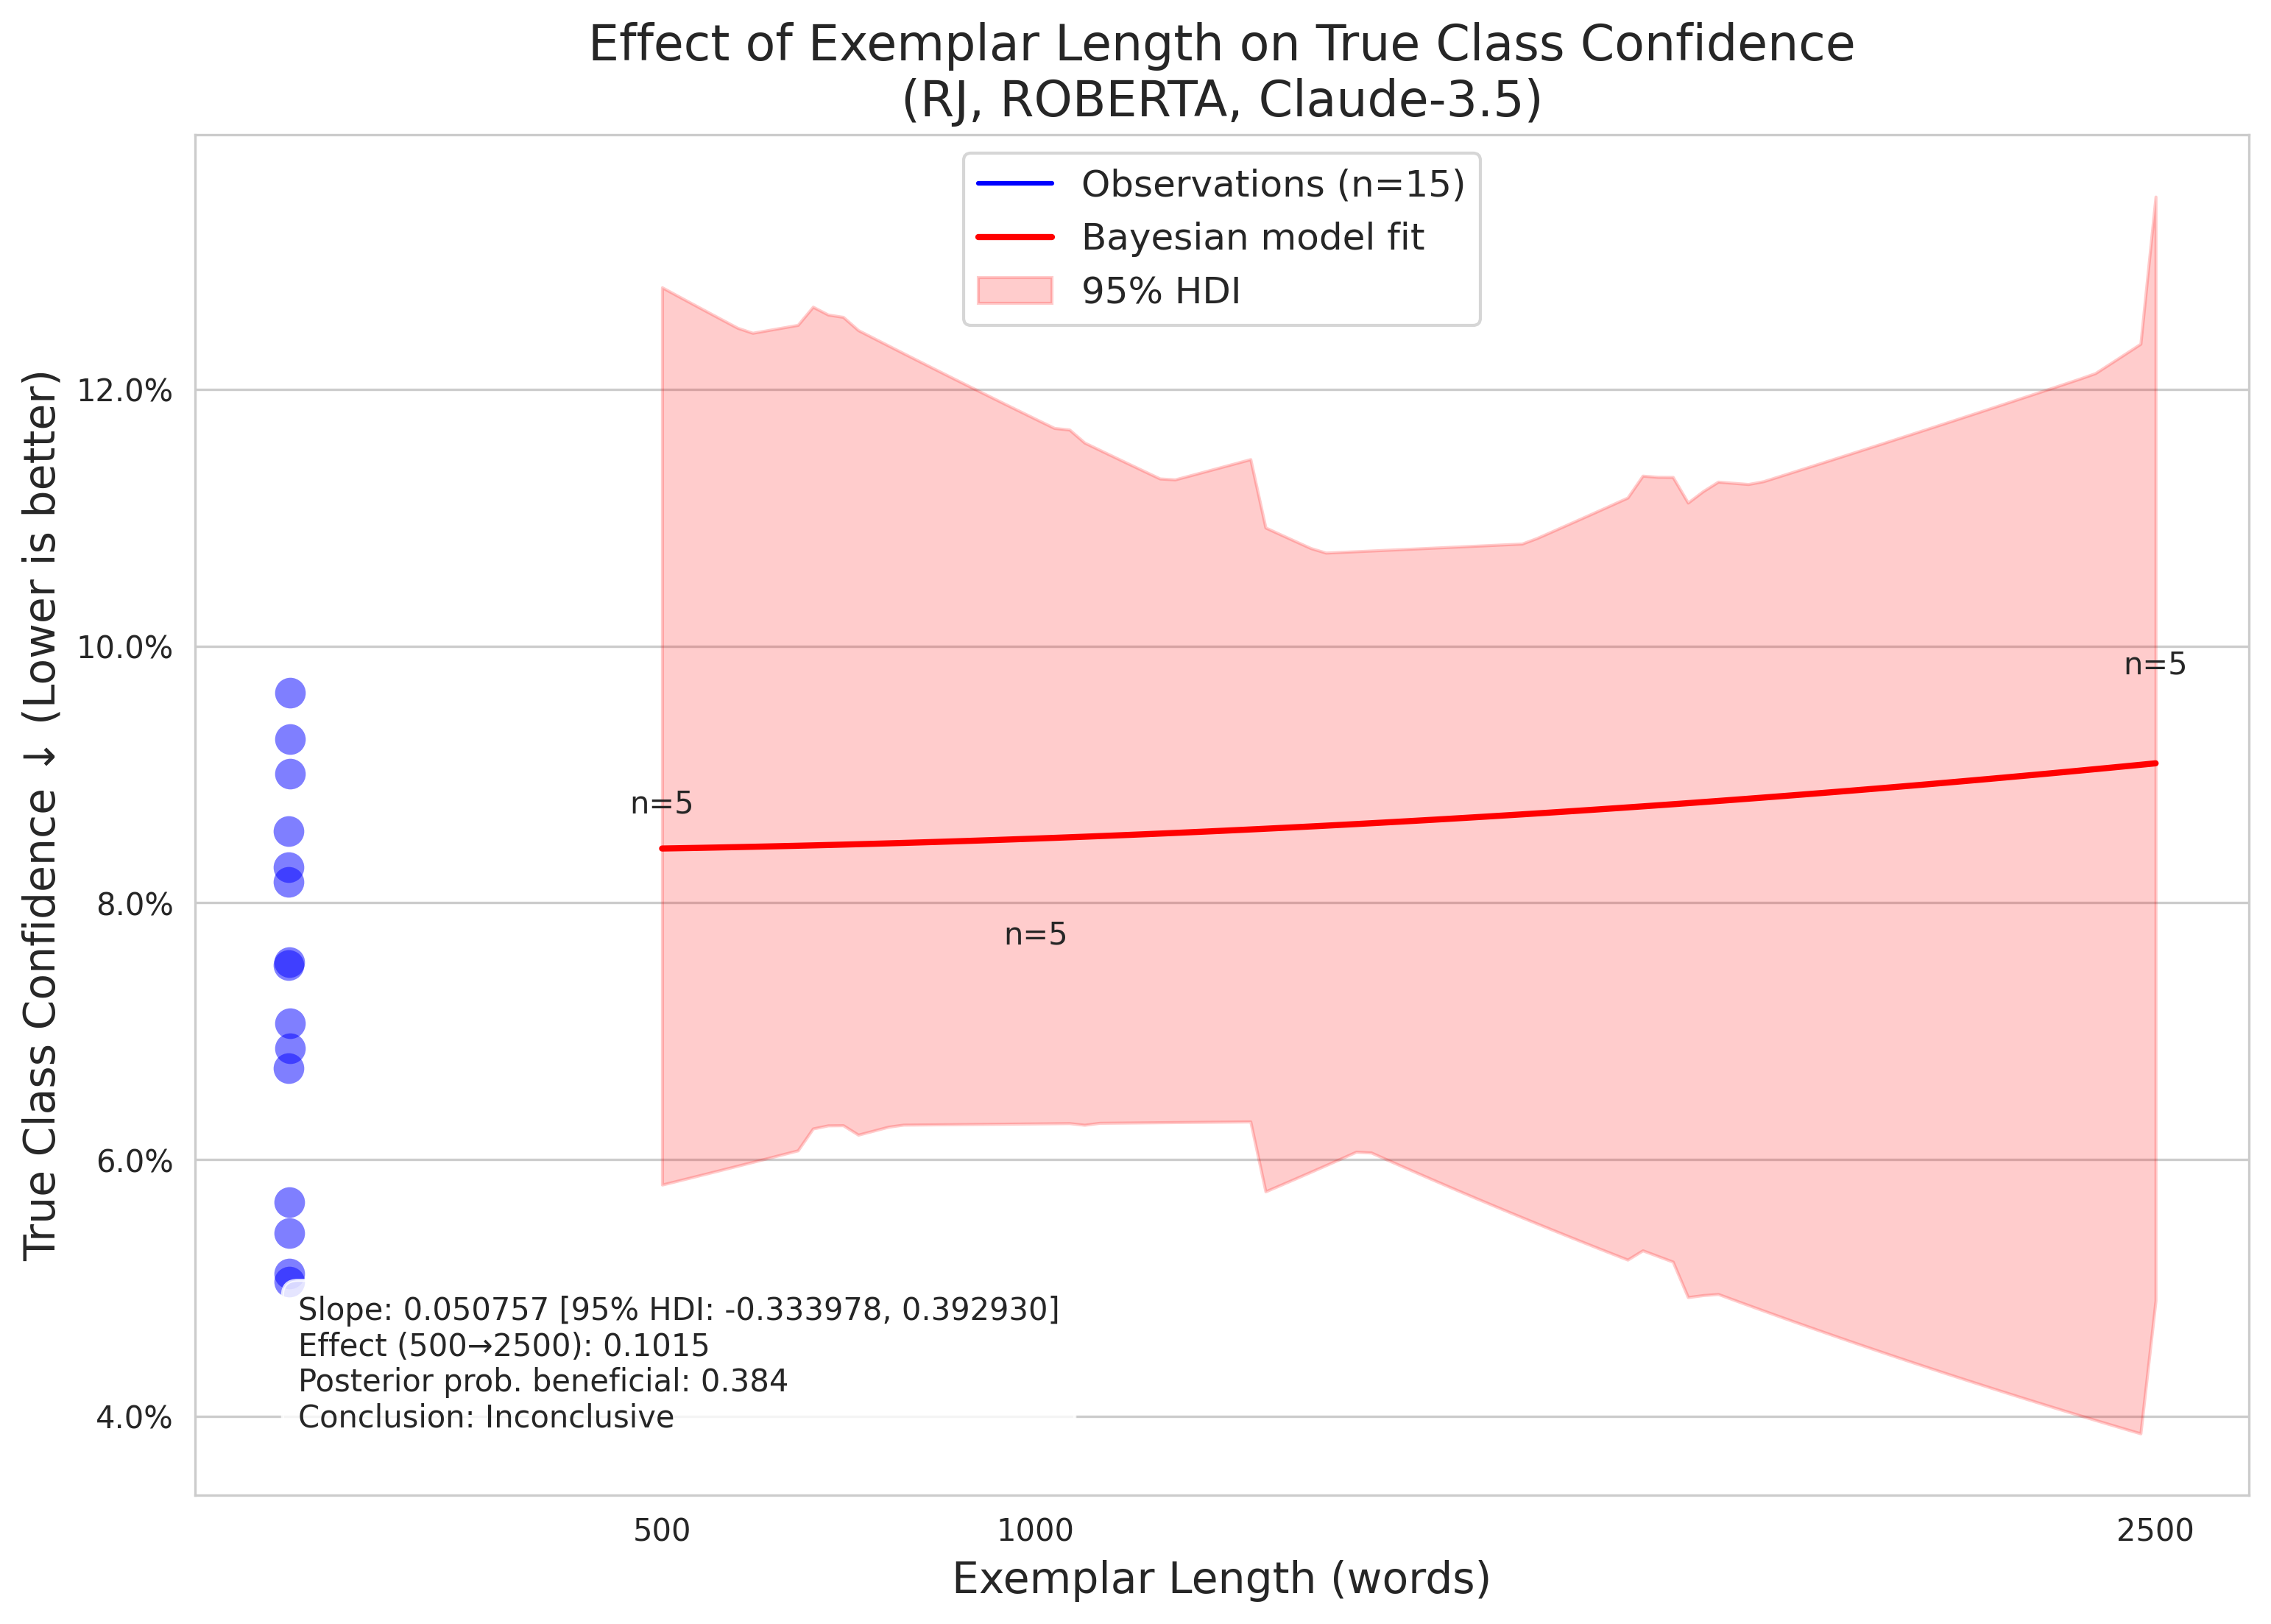 Effect of Exemplar Length on True Class Confidence
(RJ, ROBERTA, Claude-3.5)
Observations (n=15)
Bayesian model fit
95% HDI
True Class Confidence ↓ (Lower is better)
12.0%
10.0%
8.0%
6.0%
4.0%
n=5
n=5
n=5
Slope: 0.050757 [95% HDI: -0.333978, 0.392930]
Effect (500→2500): 0.1015
Posterior prob. beneficial: 0.384
Conclusion: Inconclusive
500
1000
2500
Exemplar Length (words)